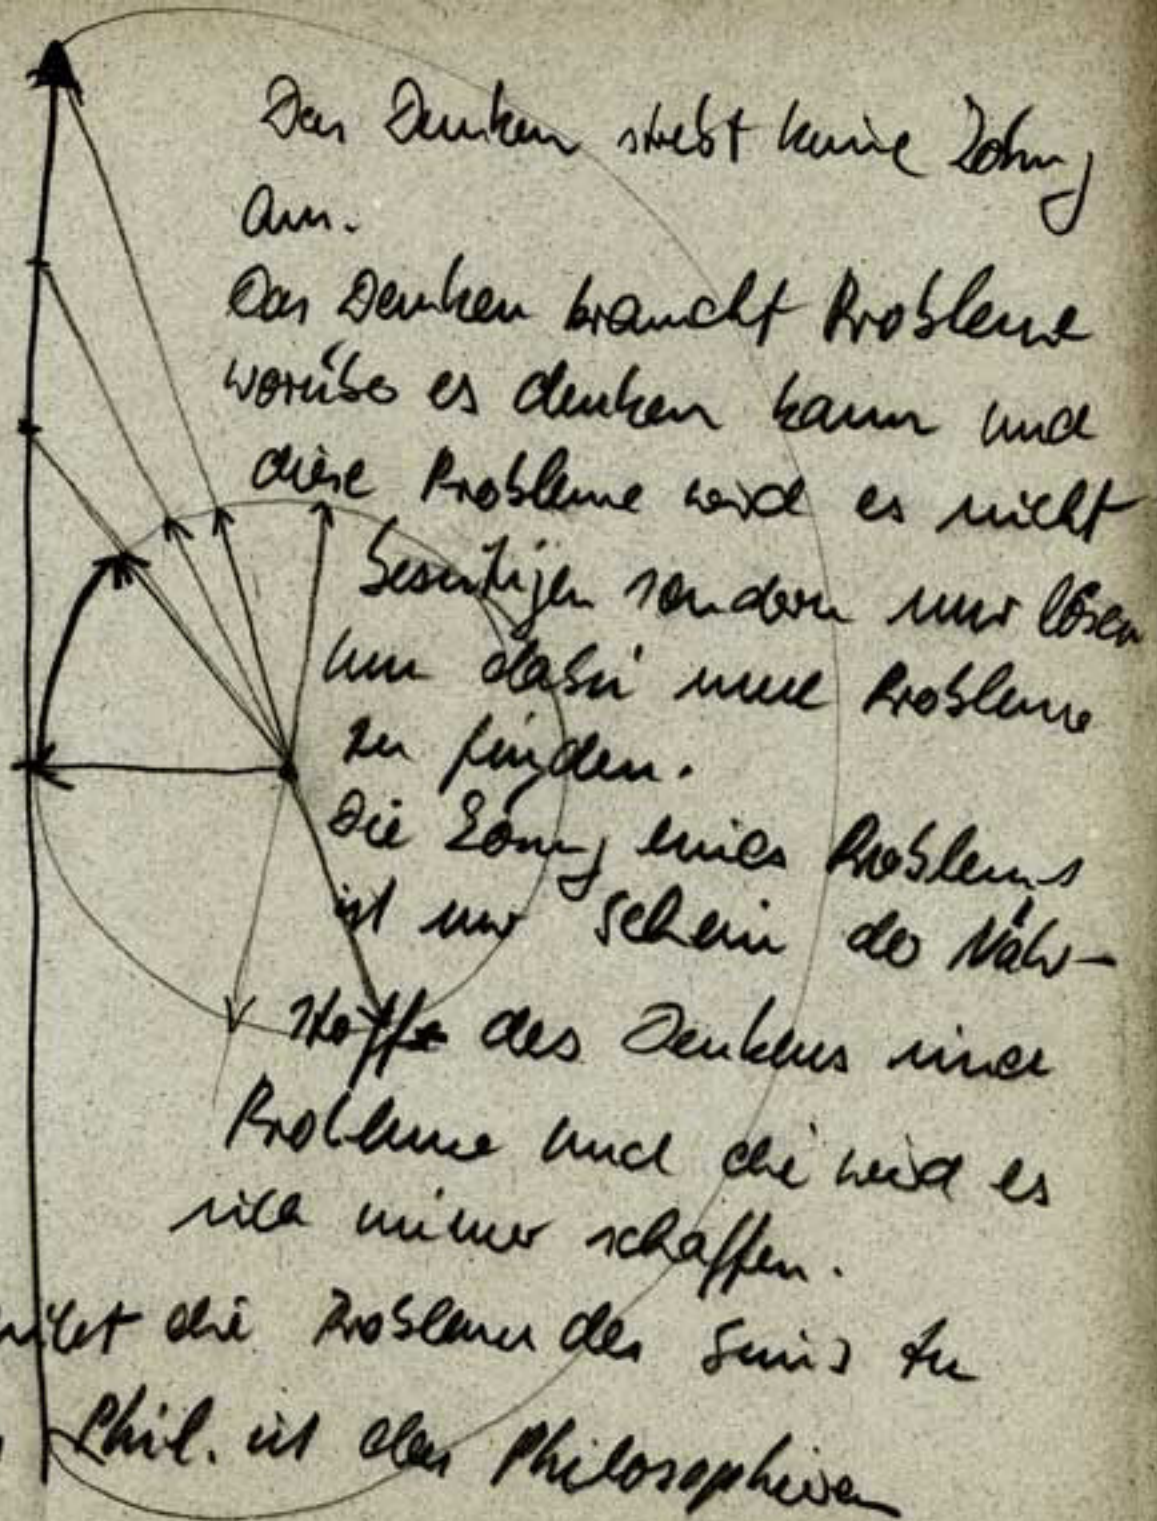 Das Denken strebt keine Lösung
an.
Das Denken braucht Probleme
worüber es denken kann und
diese Probleme wird es nicht
beseitigen sondern nur lösen
um dabei neue Probleme
zu finden.
Die Lösung eines Problems
ist nur Schein der Nähr-
stoff des Denkens sind
Probleme und die wird es
sich immer schaffen.
die Probleme des Seins zu
Phil. ist das Philosophieren